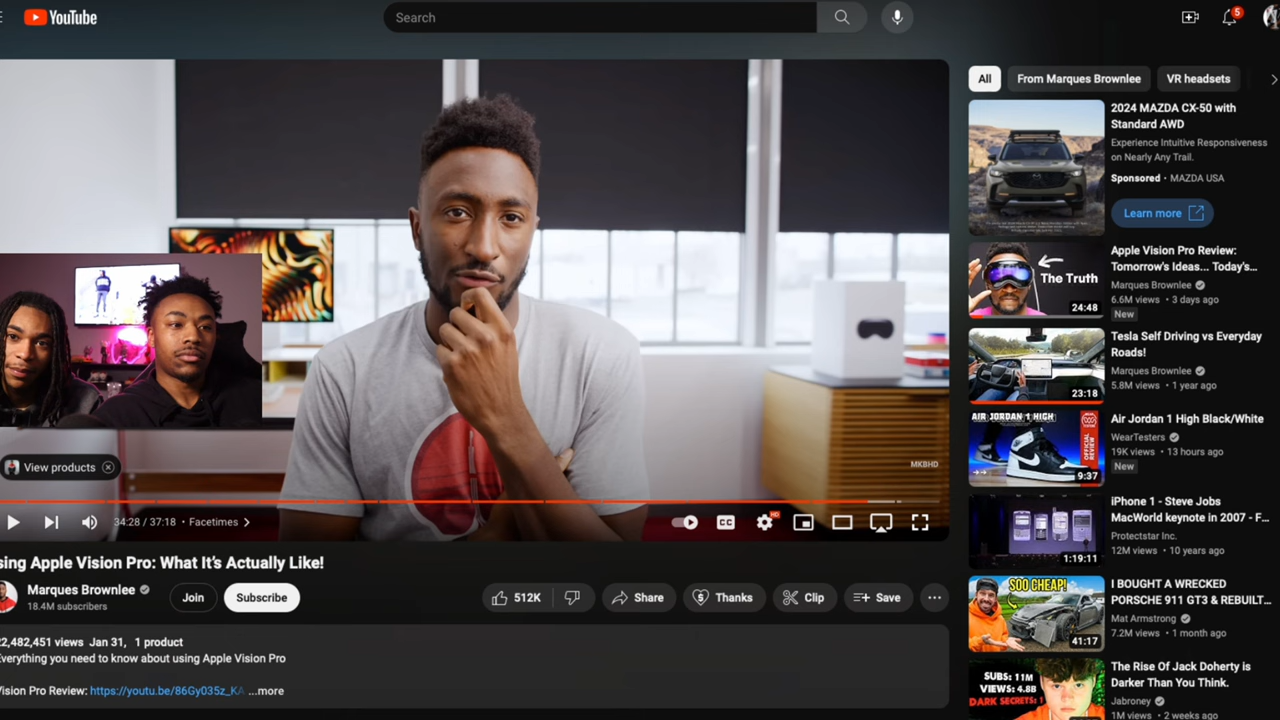 YouTube
Search
5
All
From Marques Brownlee
VR headsets
2024 MAZDA CX-50 with
Standard AWD
Experience Intuitive Responsiveness
on Nearly Any Trail.
Sponsored • MAZDA USA
Learn more
The Truth
24:48
Apple Vision Pro Review:
Tomorrow's Ideas... Today's...
Marques Brownlee
6.6M views • 3 days ago
New
23:18
Tesla Self Driving vs Everyday
Roads!
Marques Brownlee
5.8M views • 1 year ago
AIR JORDAN 1 HIGH
OFFICIAL
REVIEW
9:37
Air Jordan 1 High Black/White
WearTesters
19K views • 13 hours ago
New
1:19:11
iPhone 1 - Steve Jobs
MacWorld keynote in 2007 - F...
Protectstar Inc.
12M views • 10 years ago
SOO CHEAP!
41:17
I BOUGHT A WRECKED
PORSCHE 911 GT3 & REBUILT...
Mat Armstrong
7.2M views • 1 month ago
SUBS: 11M
VIEWS: 4.8B
DARK SECRETS: 1
The Rise Of Jack Doherty is
Darker Than You Think.
Jabroney
1M views • 2 weeks ago
MKBHD
View products
34:28 / 37:18 • Facetimes
CC
HD
sing Apple Vision Pro: What It's Actually Like!
Marques Brownlee
18.4M subscribers
Join
Subscribe
512K
Share
Thanks
Clip
Save
22,482,451 views Jan 31, 1 product
Everything you need to know about using Apple Vision Pro
Vision Pro Review: https://youtu.be/86Gy035z_KA ...more